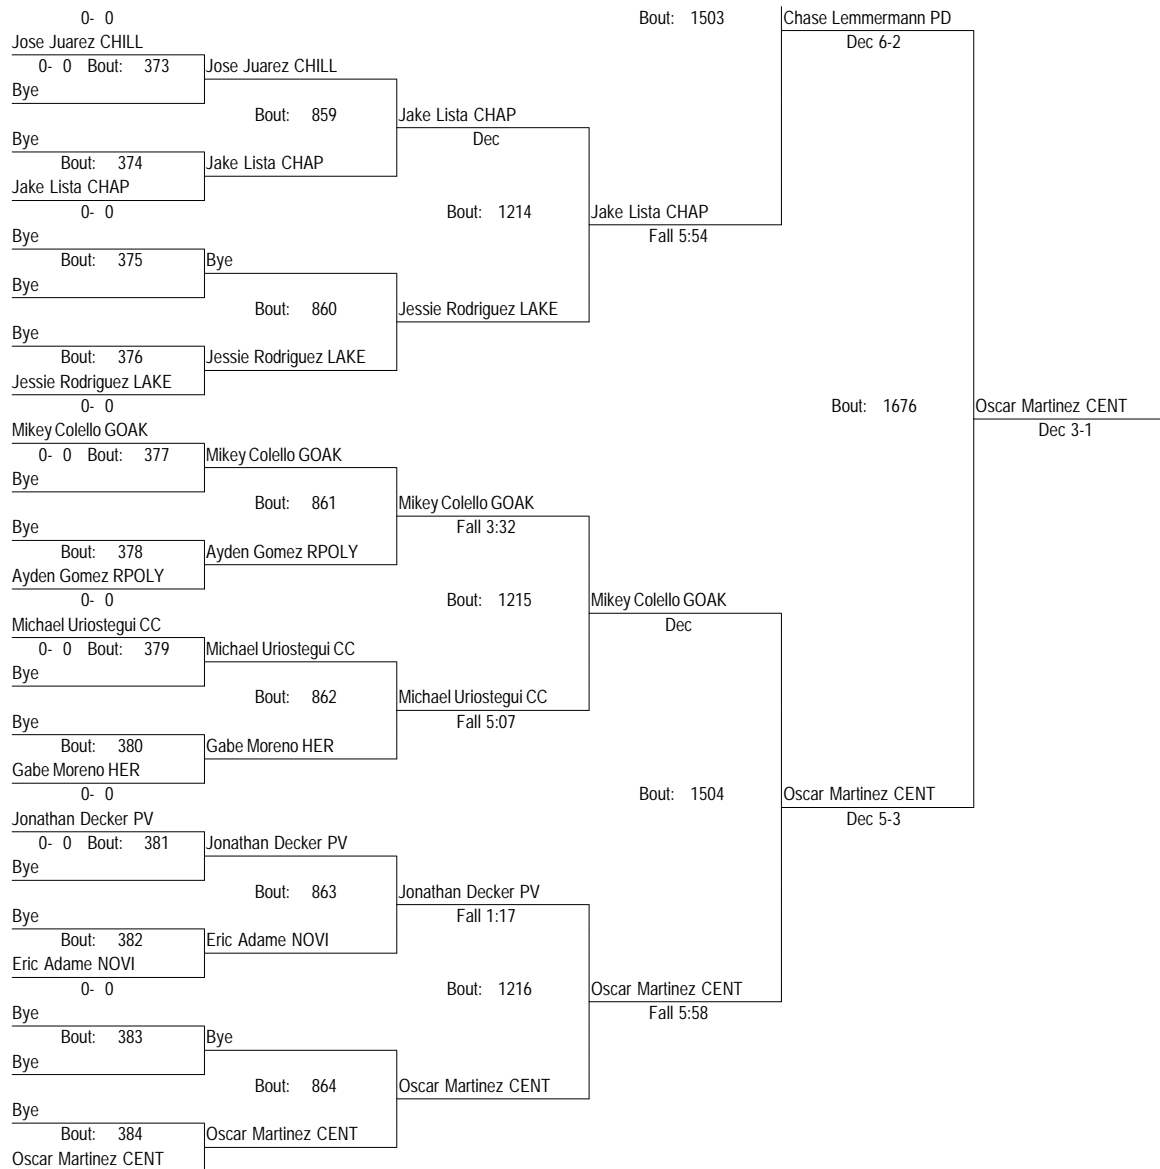 0- 0 Bout: 1503 Chase Lemmermann PD
Jose Juarez CHILL Dec 6-2
0- 0 Bout: 373 Jose Juarez CHILL
Bye
Bout: 859 Jake Lista CHAP
Bye Dec
Bout: 374 Jake Lista CHAP
Jake Lista CHAP
0- 0 Bout: 1214 Jake Lista CHAP
Bye Fall 5:54
Bout: 375 Bye
Bye
Bout: 860 Jessie Rodriguez LAKE
Bye
Bout: 376 Jessie Rodriguez LAKE
Jessie Rodriguez LAKE
0- 0 Bout: 1676 Oscar Martinez CENT
Mikey Colello GOAK Dec 3-1
0- 0 Bout: 377 Mikey Colello GOAK
Bye
Bout: 861 Mikey Colello GOAK
Bye Fall 3:32
Bout: 378 Ayden Gomez RPOLY
Ayden Gomez RPOLY
0- 0 Bout: 1215 Mikey Colello GOAK
Michael Uriostegui CC Dec
0- 0 Bout: 379 Michael Uriostegui CC
Bye
Bout: 862 Michael Uriostegui CC
Bye Fall 5:07
Bout: 380 Gabe Moreno HER
Gabe Moreno HER
0- 0 Bout: 1504 Oscar Martinez CENT
Jonathan Decker PV Dec 5-3
0- 0 Bout: 381 Jonathan Decker PV
Bye
Bout: 863 Jonathan Decker PV
Bye Fall 1:17
Bout: 382 Eric Adame NOVI
Eric Adame NOVI
0- 0 Bout: 1216 Oscar Martinez CENT
Bye Fall 5:58
Bout: 383 Bye
Bye
Bout: 864 Oscar Martinez CENT
Bye
Bout: 384 Oscar Martinez CENT
Oscar Martinez CENT